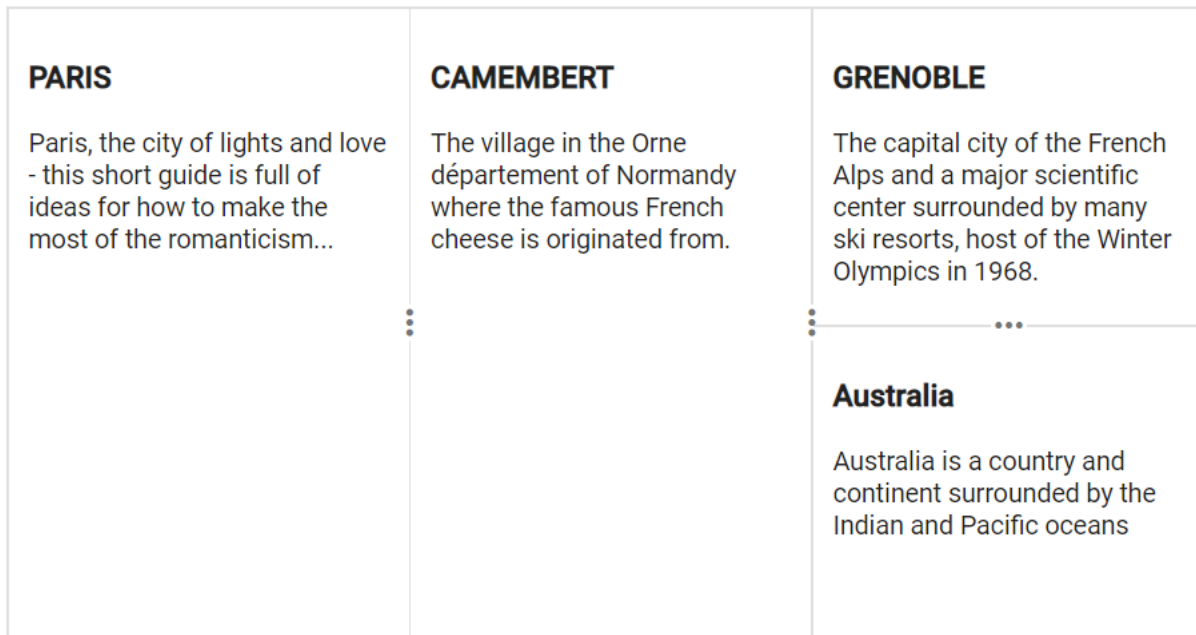 PARIS
Paris, the city of lights and love
- this short guide is full of
ideas for how to make the
most of the romanticism...
CAMEMBERT
The village in the Orne
département of Normandy
where the famous French
cheese is originated from.
GRENOBLE
The capital city of the French
Alps and a major scientific
center surrounded by many
ski resorts, host of the Winter
Olympics in 1968.
Australia
Australia is a country and
continent surrounded by the
Indian and Pacific oceans